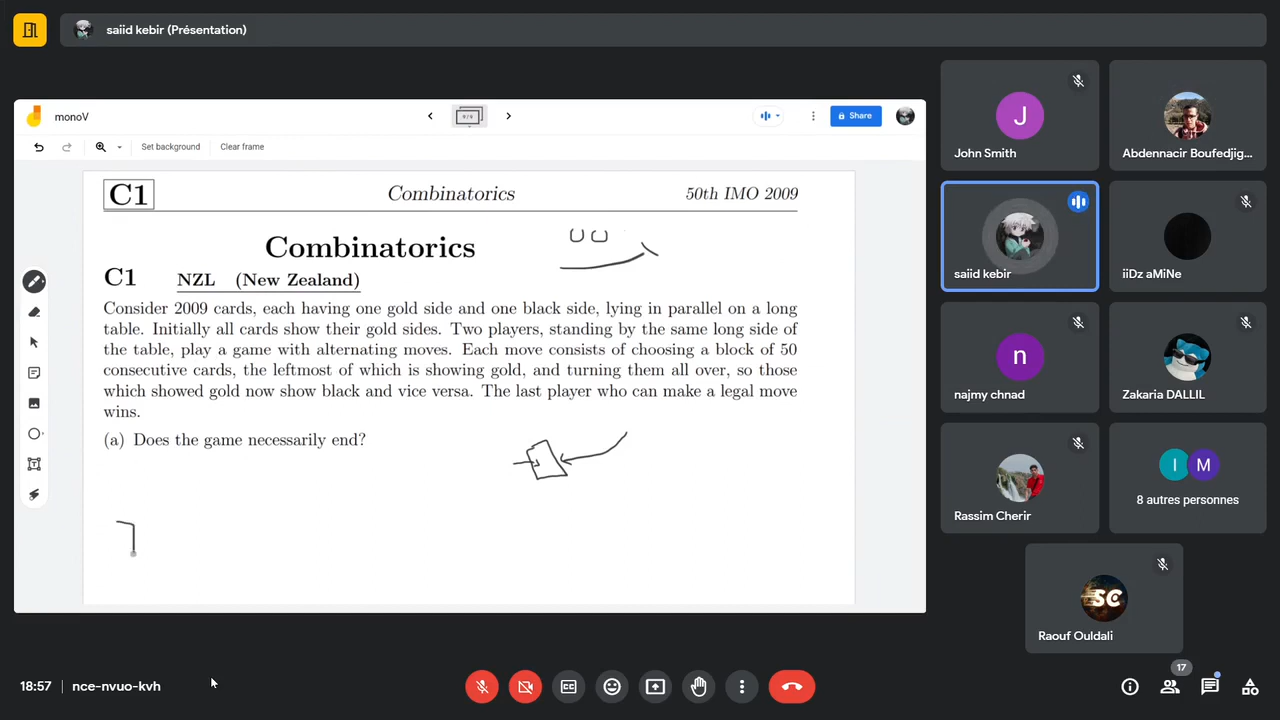 saiid kebir (Présentation)
monoV
9/9
Share
Set background
Clear frame
C1
Combinatorics
50th IMO 2009
Combinatorics
C1 NZL (New Zealand)
Consider 2009 cards, each having one gold side and one black side, lying in parallel on a long
table. Initially all cards show their gold sides. Two players, standing by the same long side of
the table, play a game with alternating moves. Each move consists of choosing a block of 50
consecutive cards, the leftmost of which is showing gold, and turning them all over, so those
which showed gold now show black and vice versa. The last player who can make a legal move
wins.
(a) Does the game necessarily end?
J
John Smith
Abdennacir Boufedjig...
saiid kebir
iiDz aMiNe
n
najmy chnad
Zakaria DALLIL
Rassim Cherir
I M
8 autres personnes
SC
Raouf Ouldali
18:57 nce-nvuo-kvh
CC
17